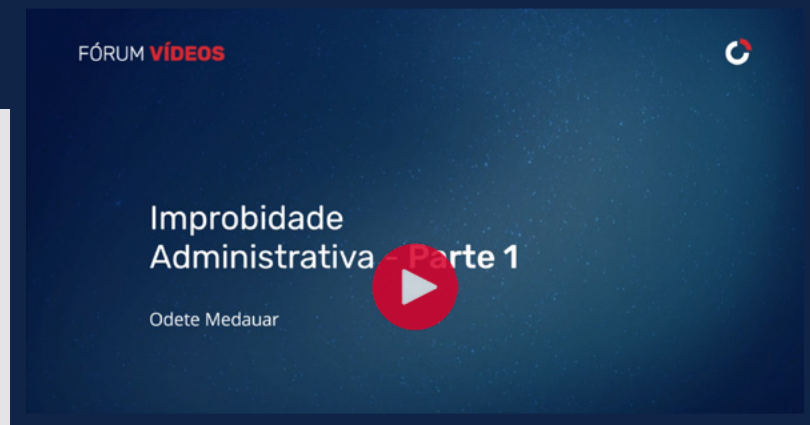 FÓRUM VÍDEOS
Improbidade
Administrativa - Parte 1
Odete Medauar